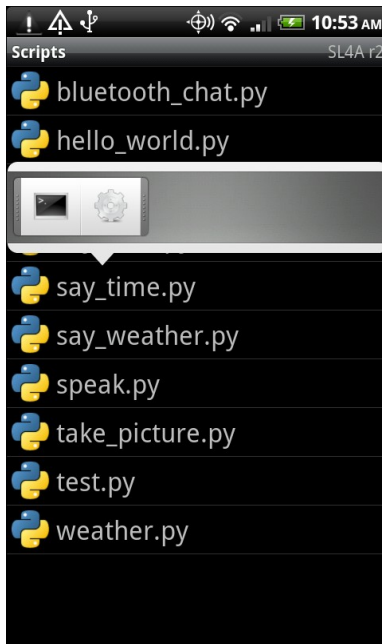 10:53 AM
Scripts SL4A r2
bluetooth_chat.py
hello_world.py
say_time.py
say_weather.py
speak.py
take_picture.py
test.py
weather.py